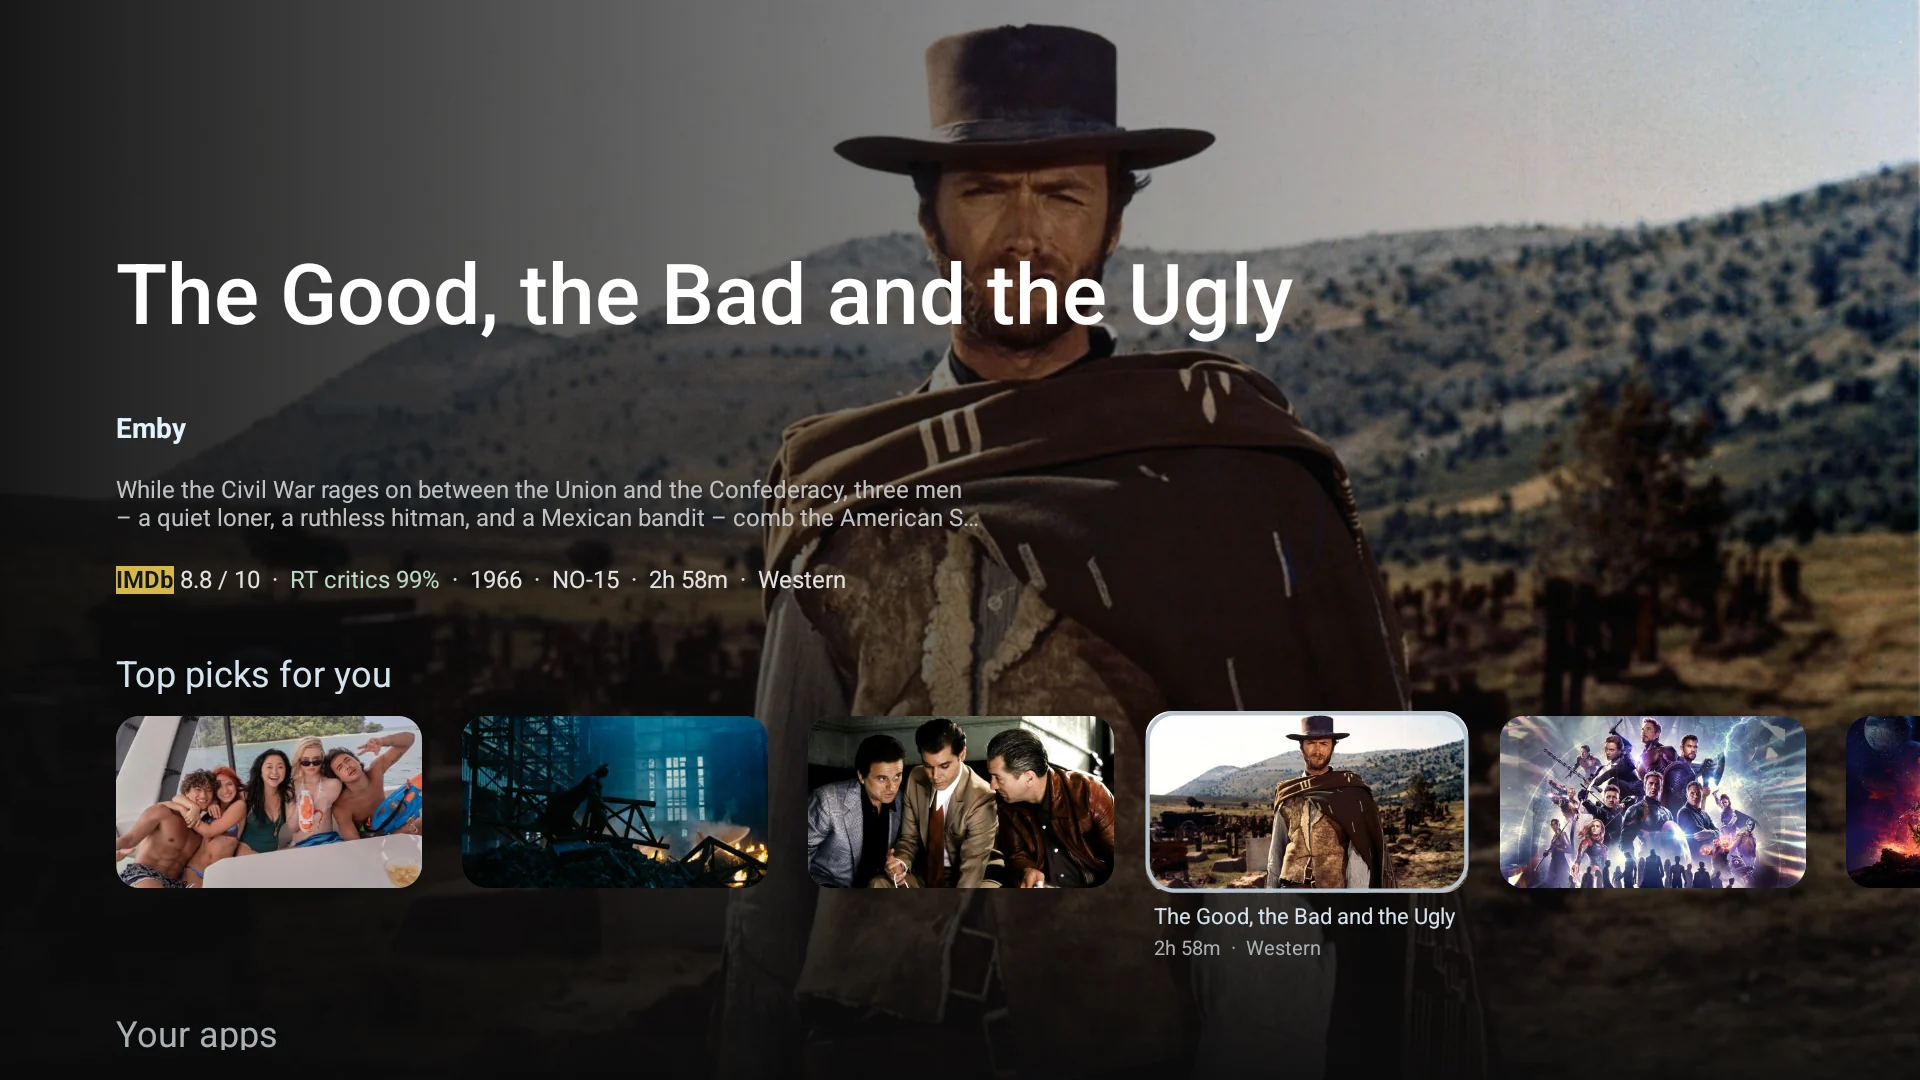 The Good, the Bad and the Ugly
Emby
While the Civil War rages on between the Union and the Confederacy, three men
– a quiet loner, a ruthless hitman, and a Mexican bandit – comb the American S…
IMDb 8.8 / 10 · RT critics 99% · 1966 · NO-15 · 2h 58m · Western
Top picks for you
The Good, the Bad and the Ugly
2h 58m · Western
Your apps